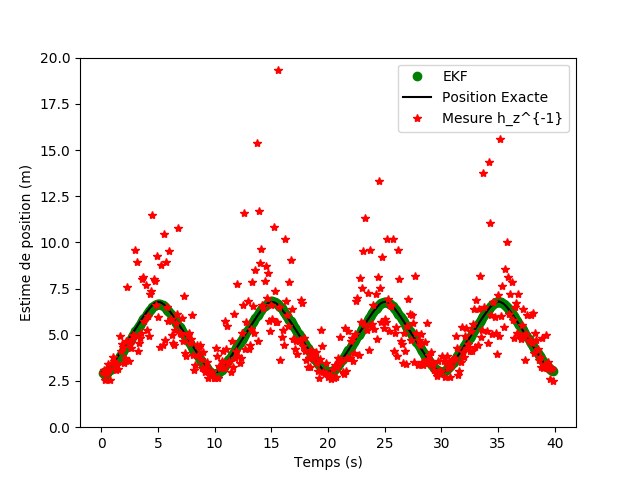 20.0
17.5
15.0
12.5
10.0
7.5
5.0
2.5
0.0
Estime de position (m)
EKF
Position Exacte
Mesure h_z^{-1}
0 5 10 15 20 25 30 35 40
Temps (s)